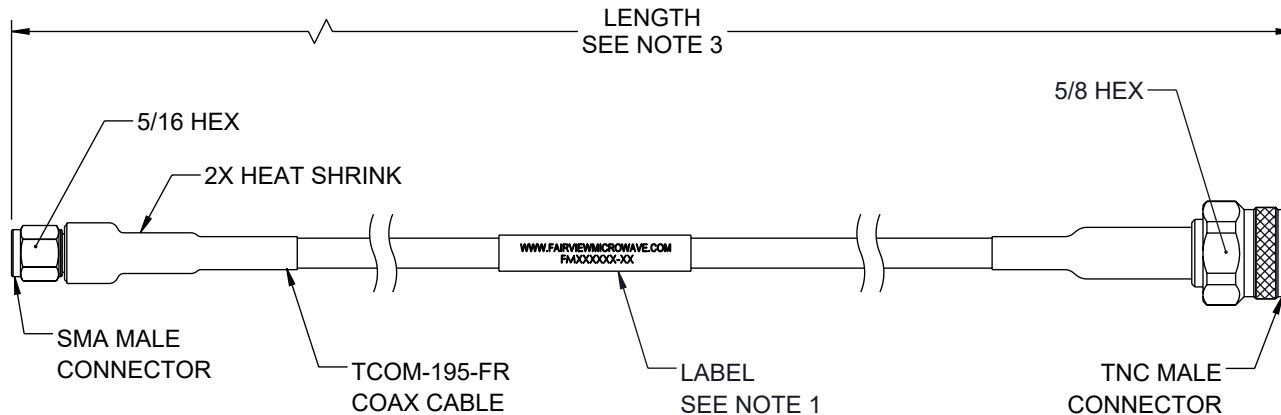 LENGTH
SEE NOTE 3
5/8 HEX
5/16 HEX
2X HEAT SHRINK
WWW.FAIRVIEWMICROWAVE.COM
FMXXXXXX-XX
SMA MALE
CONNECTOR
TCOM-195-FR
COAX CABLE
LABEL
SEE NOTE 1
TNC MALE
CONNECTOR